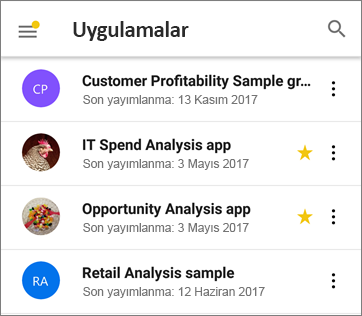 Uygulamalar
CP
Customer Profitability Sample gr...
Son yayımlanma: 13 Kasım 2017
IT Spend Analysis app
Son yayımlanma: 3 Mayıs 2017
Opportunity Analysis app
Son yayımlanma: 3 Mayıs 2017
RA
Retail Analysis sample
Son yayımlanma: 12 Haziran 2017